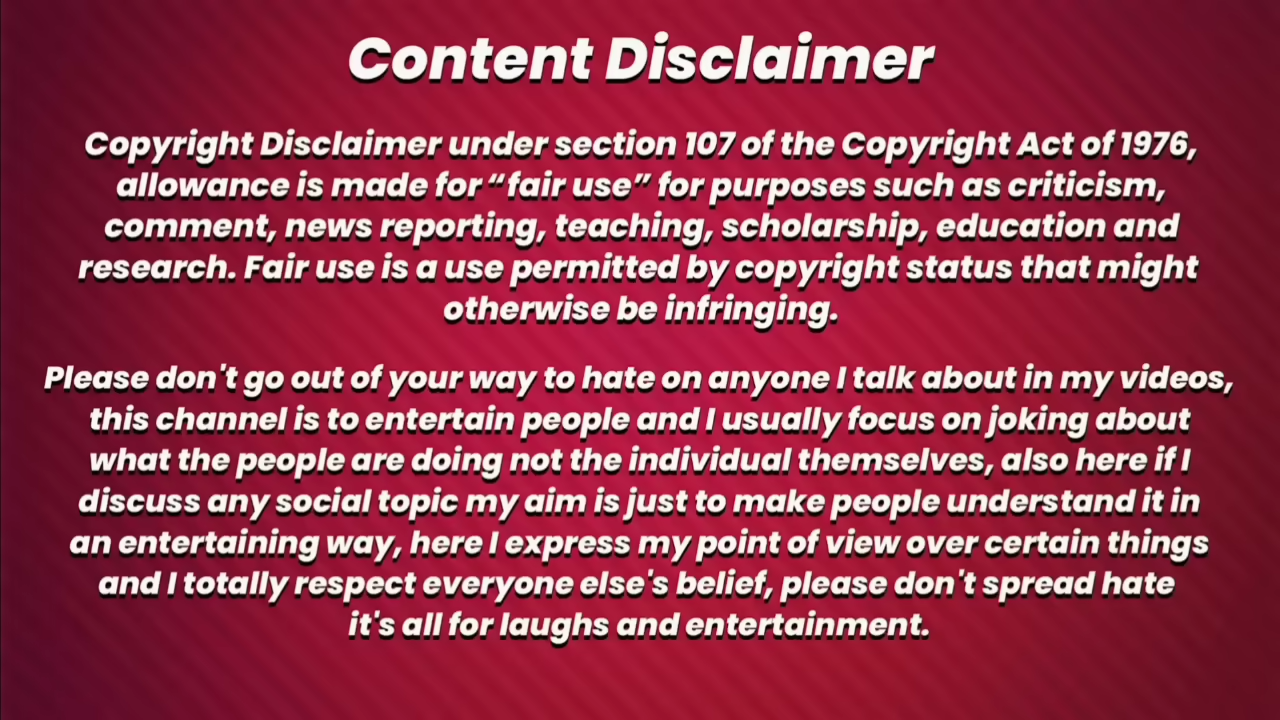 Content Disclaimer
Copyright Disclaimer under section 107 of the Copyright Act of 1976,
allowance is made for “fair use” for purposes such as criticism,
comment, news reporting, teaching, scholarship, education and
research. Fair use is a use permitted by copyright status that might
otherwise be infringing.
Please don't go out of your way to hate on anyone I talk about in my videos,
this channel is to entertain people and I usually focus on joking about
what the people are doing not the individual themselves, also here if I
discuss any social topic my aim is just to make people understand it in
an entertaining way, here I express my point of view over certain things
and I totally respect everyone else's belief, please don't spread hate
it's all for laughs and entertainment.